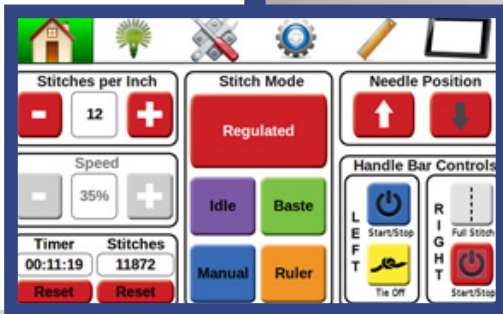 Stitches per Inch
12
Speed
35%
Timer
Stitches
00:11:19
11872
Reset
Reset
Stitch Mode
Regulated
Idle
Baste
Manual
Ruler
Needle Position
Handle Bar Controls
LEFT
Start/Stop
Tie Off
RIGHT
Full Stitch
Start/Stop